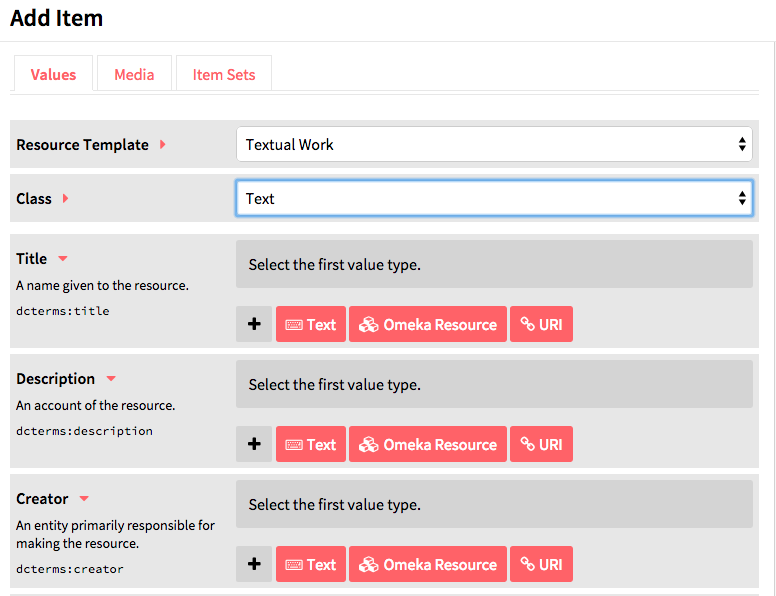 Add Item
Values Media Item Sets
Resource Template Textual Work
Class Text
Title
A name given to the resource.
dcterms:title
Select the first value type.
+ Text Omeka Resource URI
Description
An account of the resource.
dcterms:description
Select the first value type.
+ Text Omeka Resource URI
Creator
An entity primarily responsible for
making the resource.
dcterms:creator
Select the first value type.
+ Text Omeka Resource URI